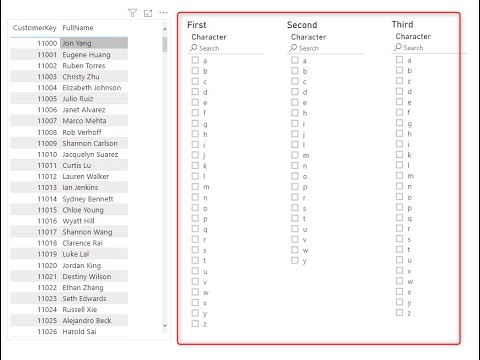 CustomerKey FullName
11000 Jon Yang
11001 Eugene Huang
11002 Ruben Torres
11003 Christy Zhu
11004 Elizabeth Johnson
11005 Julio Ruiz
11006 Janet Alvarez
11007 Marco Mehta
11008 Rob Verhoff
11009 Shannon Carlson
11010 Jacquelyn Suarez
11011 Curtis Lu
11012 Lauren Walker
11013 Ian Jenkins
11014 Sydney Bennett
11015 Chloe Young
11016 Wyatt Hill
11017 Shannon Wang
11018 Clarence Rai
11019 Luke Lal
11020 Jordan King
11021 Destiny Wilson
11022 Ethan Zhang
11023 Seth Edwards
11024 Russell Xie
11025 Alejandro Beck
11026 Harold Sai
First
Character
Search
a
b
c
d
e
f
g
h
i
j
k
l
m
n
o
p
q
r
s
t
u
v
w
x
y
z
Second
Character
Search
a
b
c
d
e
h
i
j
l
m
n
o
p
r
s
t
u
v
w
y
Third
Character
Search
a
b
c
d
e
f
g
h
i
k
l
m
n
o
p
q
r
s
t
u
v
w
x
y
z